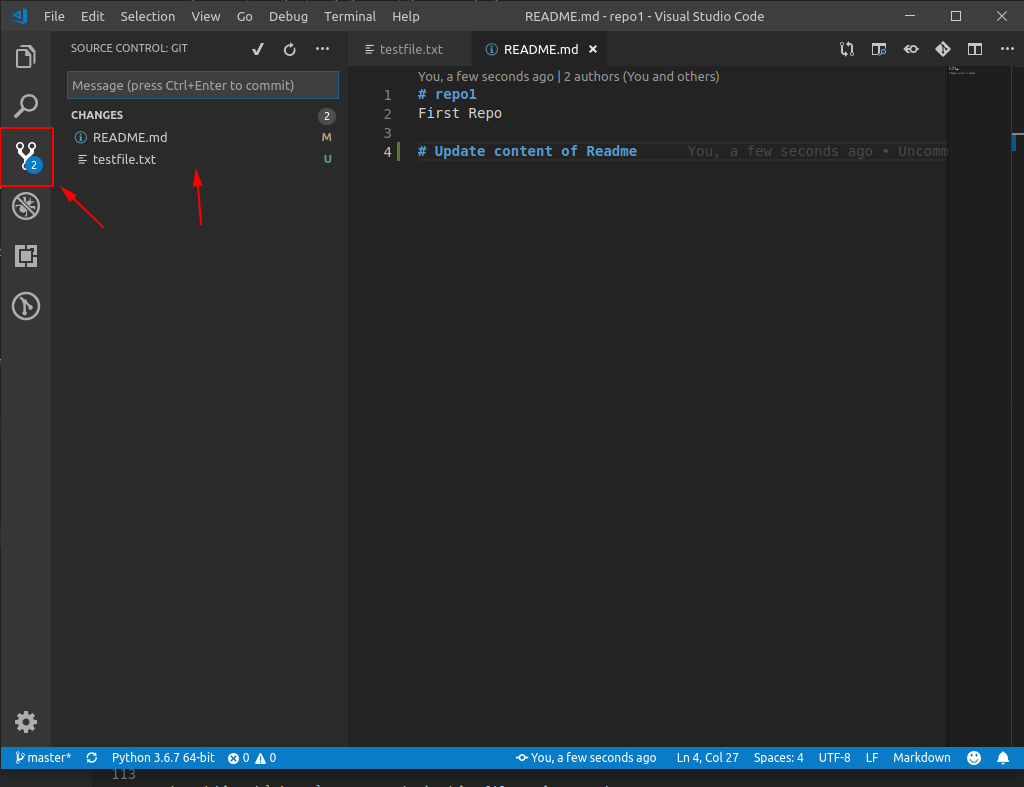 File Edit Selection View Go Debug Terminal Help README.md - repo1 - Visual Studio Code
SOURCE CONTROL: GIT
testfile.txt
README.md
Message (press Ctrl+Enter to commit)
CHANGES 2
README.md M
testfile.txt U
2
You, a few seconds ago | 2 authors (You and others)
1 # repo1
2 First Repo
3
4 # Update content of Readme You, a few seconds ago • Uncomm
master* Python 3.6.7 64-bit 0 0 You, a few seconds ago Ln 4, Col 27 Spaces: 4 UTF-8 LF Markdown
113